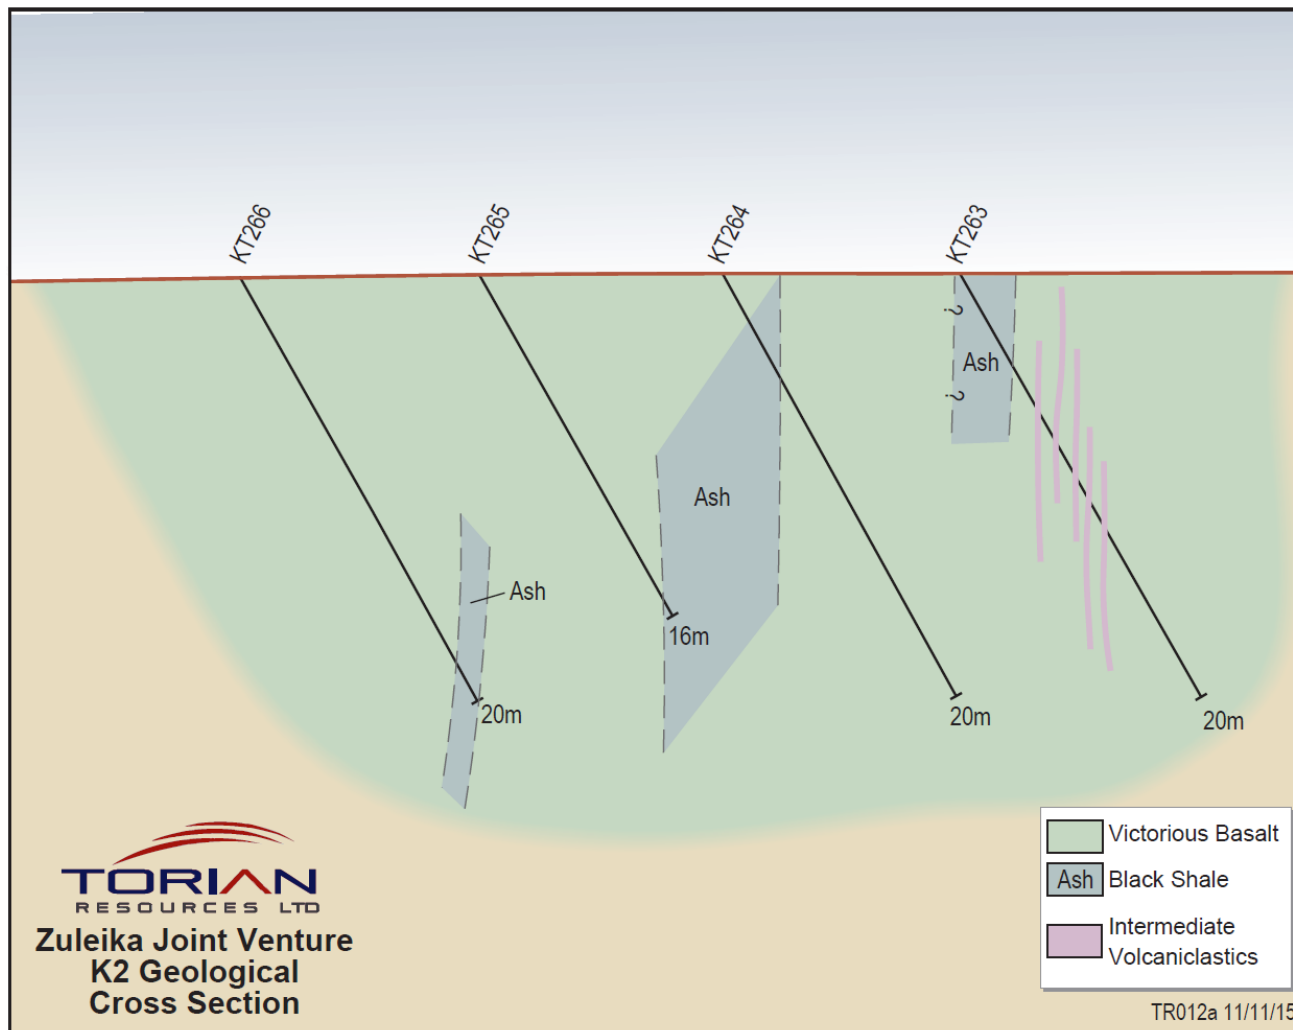 KT266
KT265
KT264
KT263
?
Ash
?
Ash
Ash
16m
20m
20m
20m
TORIAN
RESOURCES LTD
Zuleika Joint Venture
K2 Geological
Cross Section
Victorious Basalt
Ash Black Shale
Intermediate
Volcaniclastics
TR012a 11/11/15